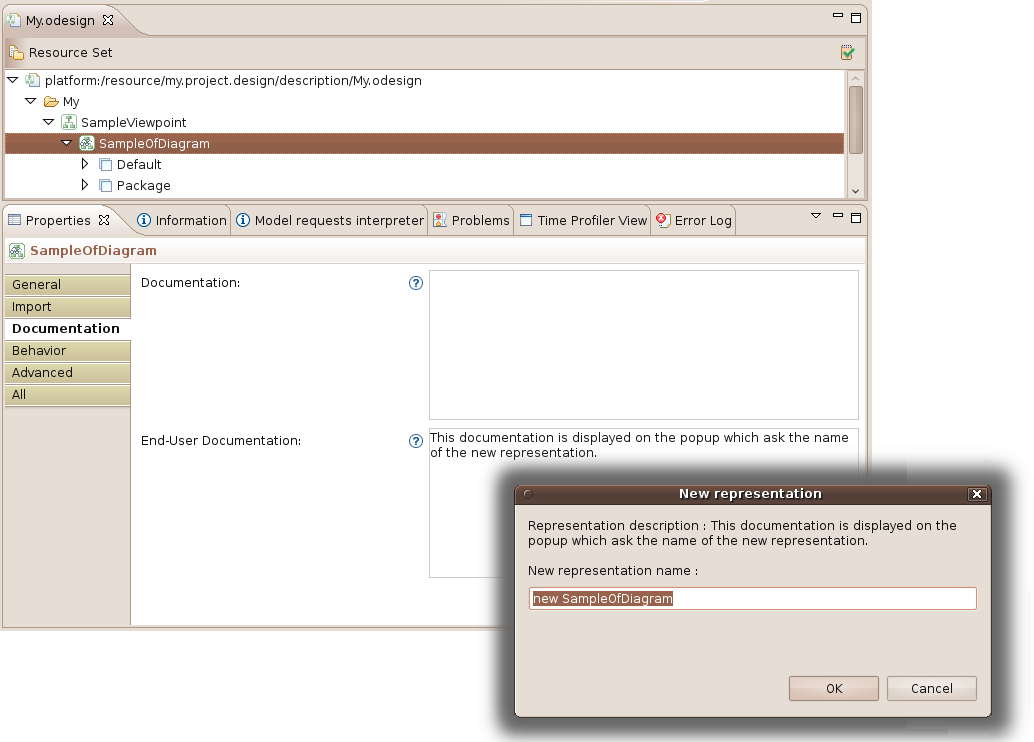 My.odesign
Resource Set
platform:/resource/my.project.design/description/My.odesign
My
SampleViewpoint
SampleOfDiagram
Default
Package
Properties Information Model requests interpreter Problems Time Profiler View Error Log
SampleOfDiagram
General
Import
Documentation
Behavior
Advanced
All
Documentation:
End-User Documentation:
This documentation is displayed on the popup which ask the name
of the new representation.
New representation
Representation description : This documentation is displayed on the
popup which ask the name of the new representation.
New representation name :
new SampleOfDiagram
OK Cancel